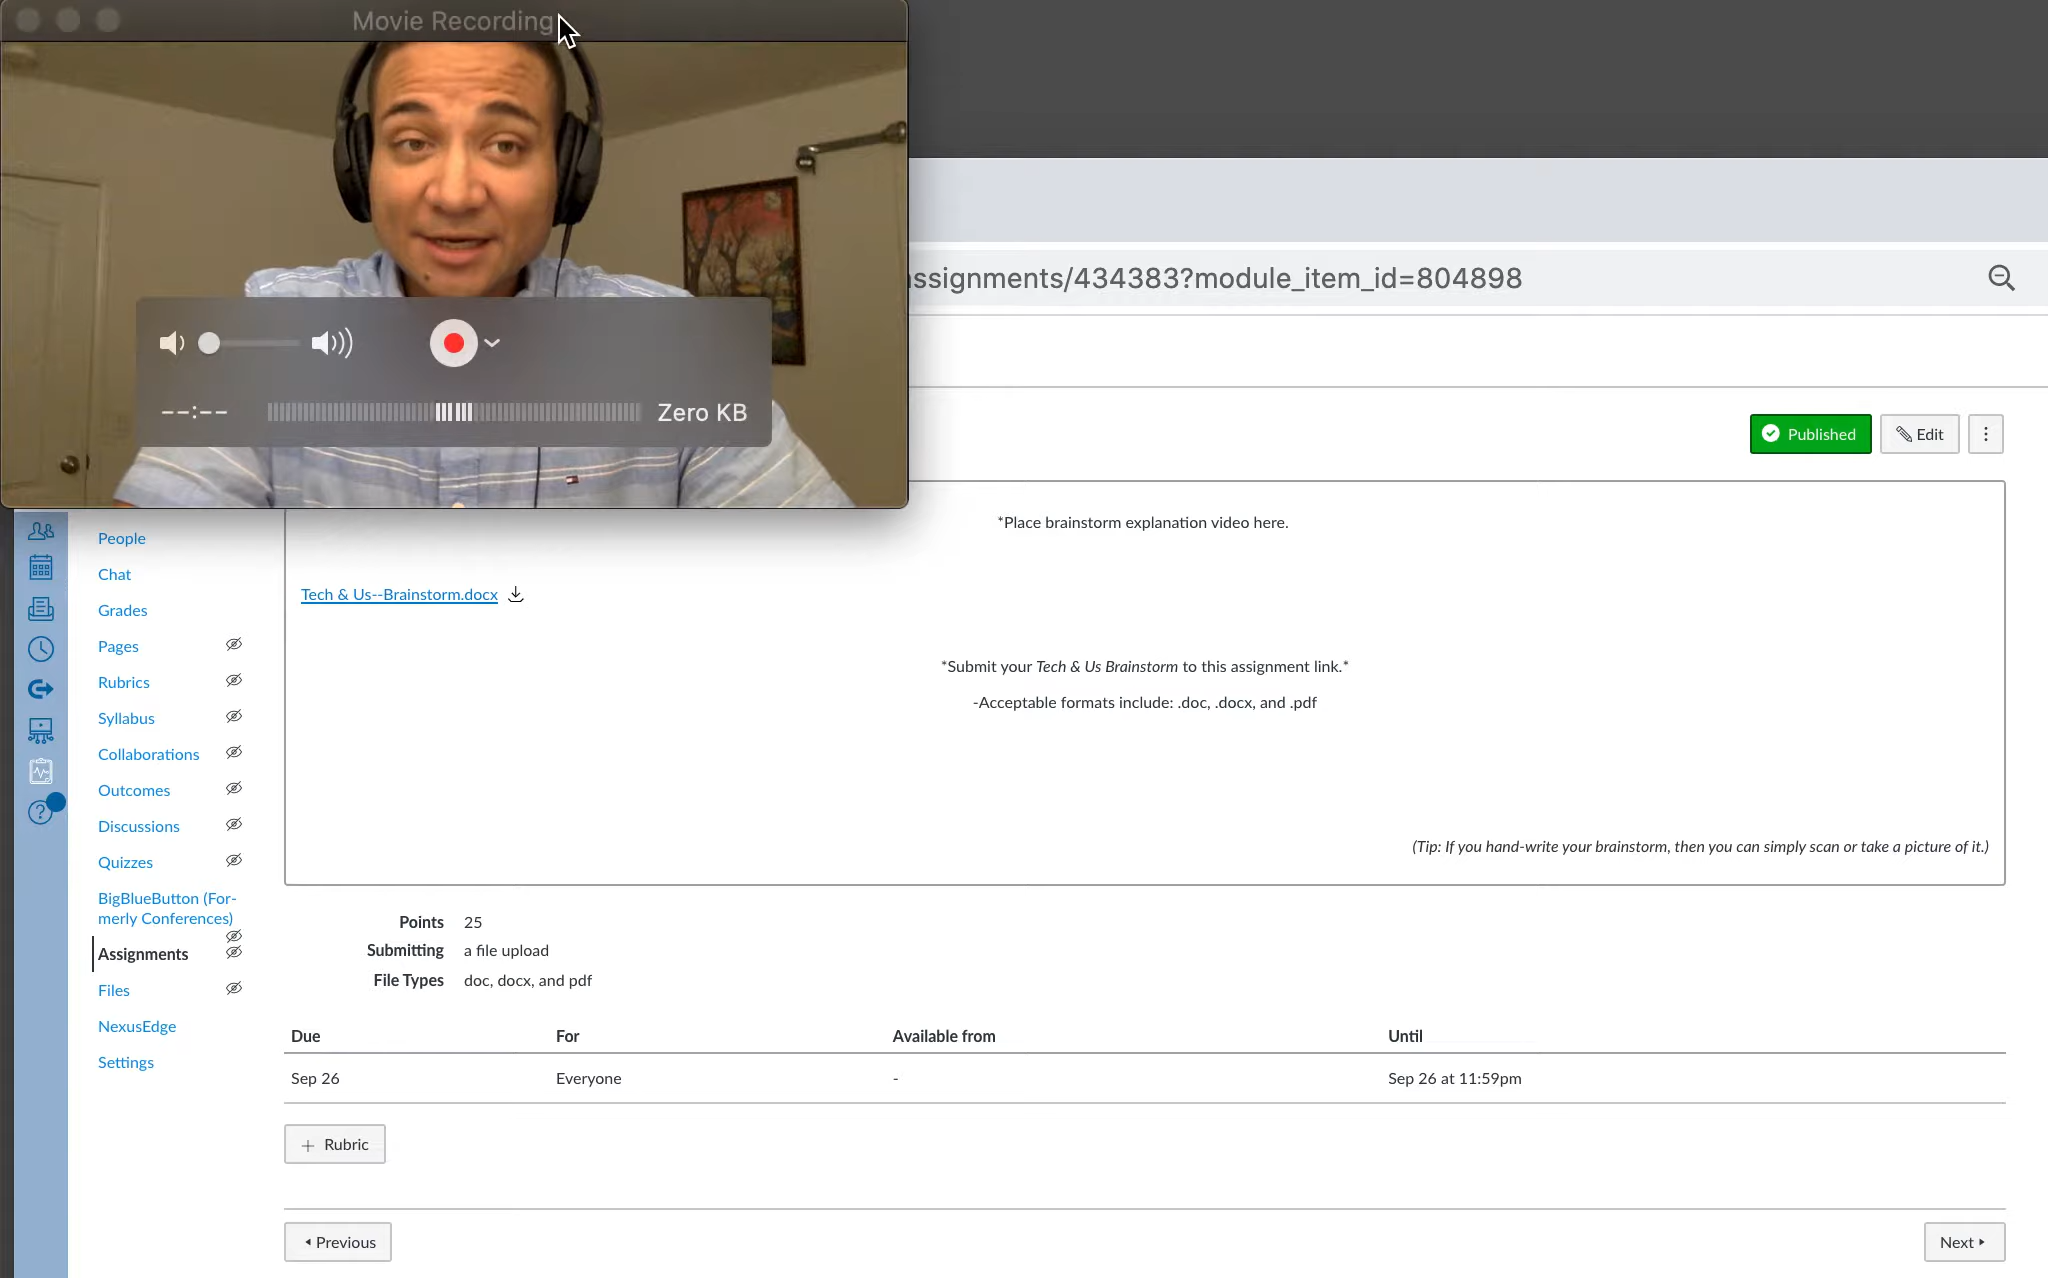 Movie Recording
ssignments/434383?module_item_id=804898
--:--
Zero KB
Published
Edit
*Place brainstorm explanation video here.
Tech & Us--Brainstorm.docx
*Submit your Tech & Us Brainstorm to this assignment link.*
-Acceptable formats include: .doc, .docx, and .pdf
(Tip: If you hand-write your brainstorm, then you can simply scan or take a picture of it.)
People
Chat
Grades
Pages
Rubrics
Syllabus
Collaborations
Outcomes
Discussions
Quizzes
BigBlueButton (For-
merly Conferences)
Assignments
Files
NexusEdge
Settings
Points 25
Submitting a file upload
File Types doc, docx, and pdf
Due For Available from Until
Sep 26 Everyone - Sep 26 at 11:59pm
+ Rubric
Previous
Next